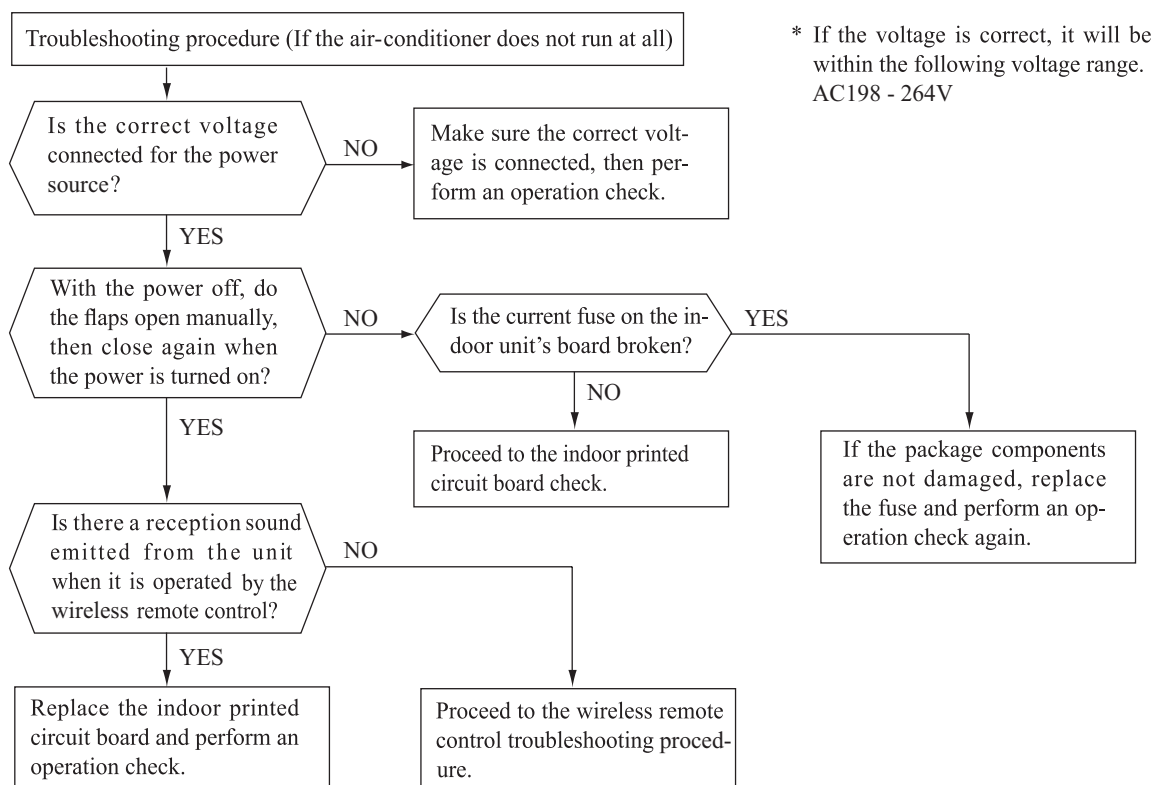 Troubleshooting procedure (If the air-conditioner does not run at all)
* If the voltage is correct, it will be
within the following voltage range.
AC198 - 264V
Is the correct voltage
connected for the power
source?
NO
Make sure the correct volt-
age is connected, then per-
form an operation check.
YES
With the power off, do
the flaps open manually,
then close again when
the power is turned on?
NO
Is the current fuse on the in-
door unit's board broken?
YES
NO
YES
Proceed to the indoor printed
circuit board check.
If the package components
are not damaged, replace
the fuse and perform an op-
eration check again.
Is there a reception sound
emitted from the unit
when it is operated by the
wireless remote control?
NO
YES
Replace the indoor printed
circuit board and perform an
operation check.
Proceed to the wireless remote
control troubleshooting proced-
ure.